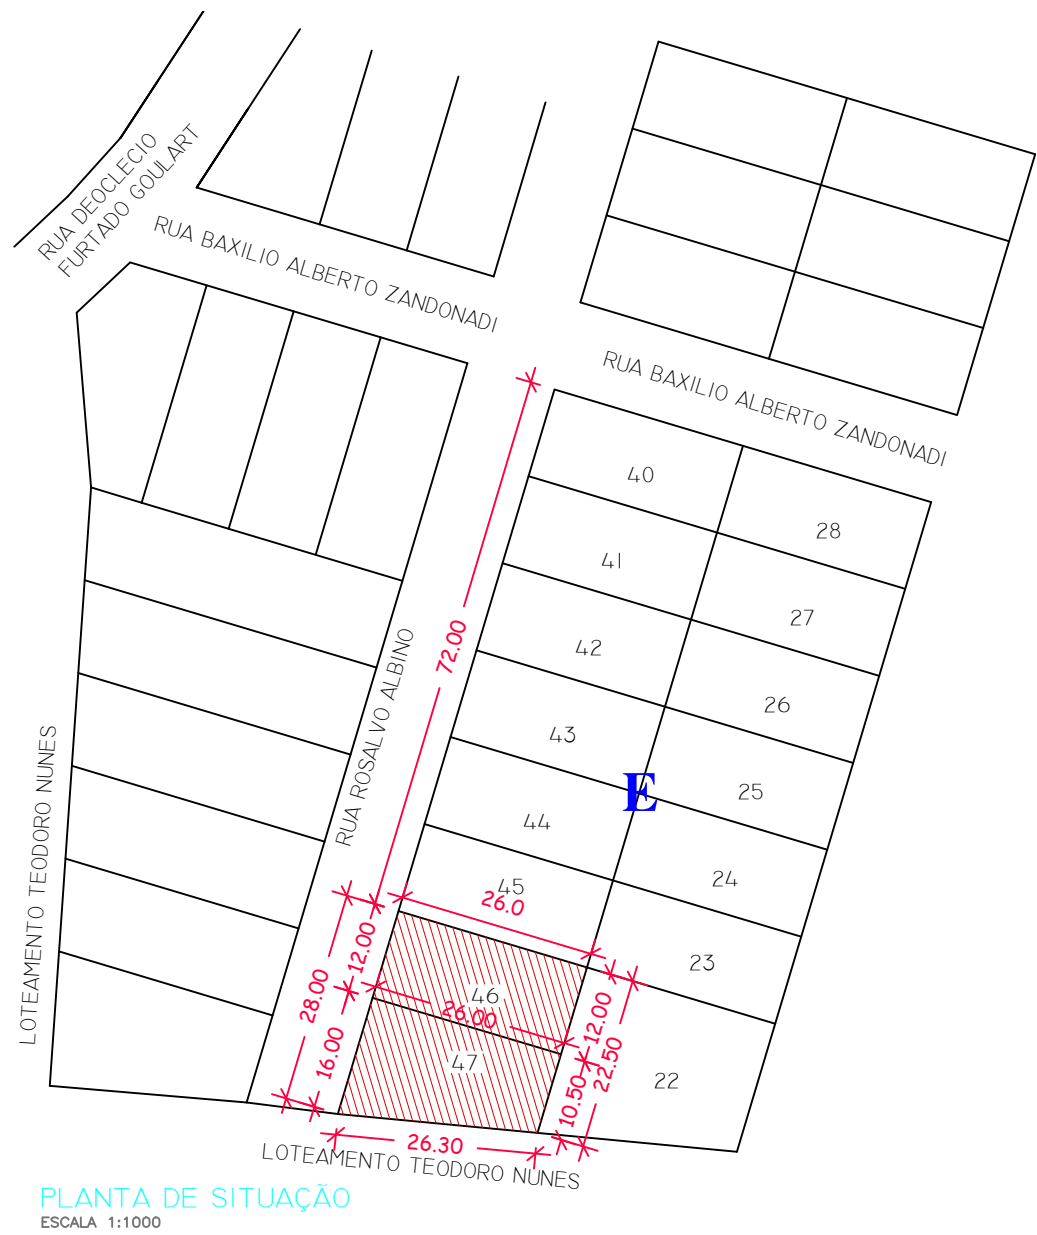 RUA DEOCLECIO
FURTADO GOULART
RUA BAXILIO ALBERTO ZANDONADI
RUA BAXILIO ALBERTO ZANDONADI
40
28
41
27
72.00
42
26
RUA ROSALVO ALBINO
43
E
25
44
24
LOTEAMENTO TEODORO NUNES
45
26.0
23
12.00
28.00
46
26.00
12.00
16.00
47
22.50
22
10.50
26.30
LOTEAMENTO TEODORO NUNES
PLANTA DE SITUAÇÃO
ESCALA 1:1000